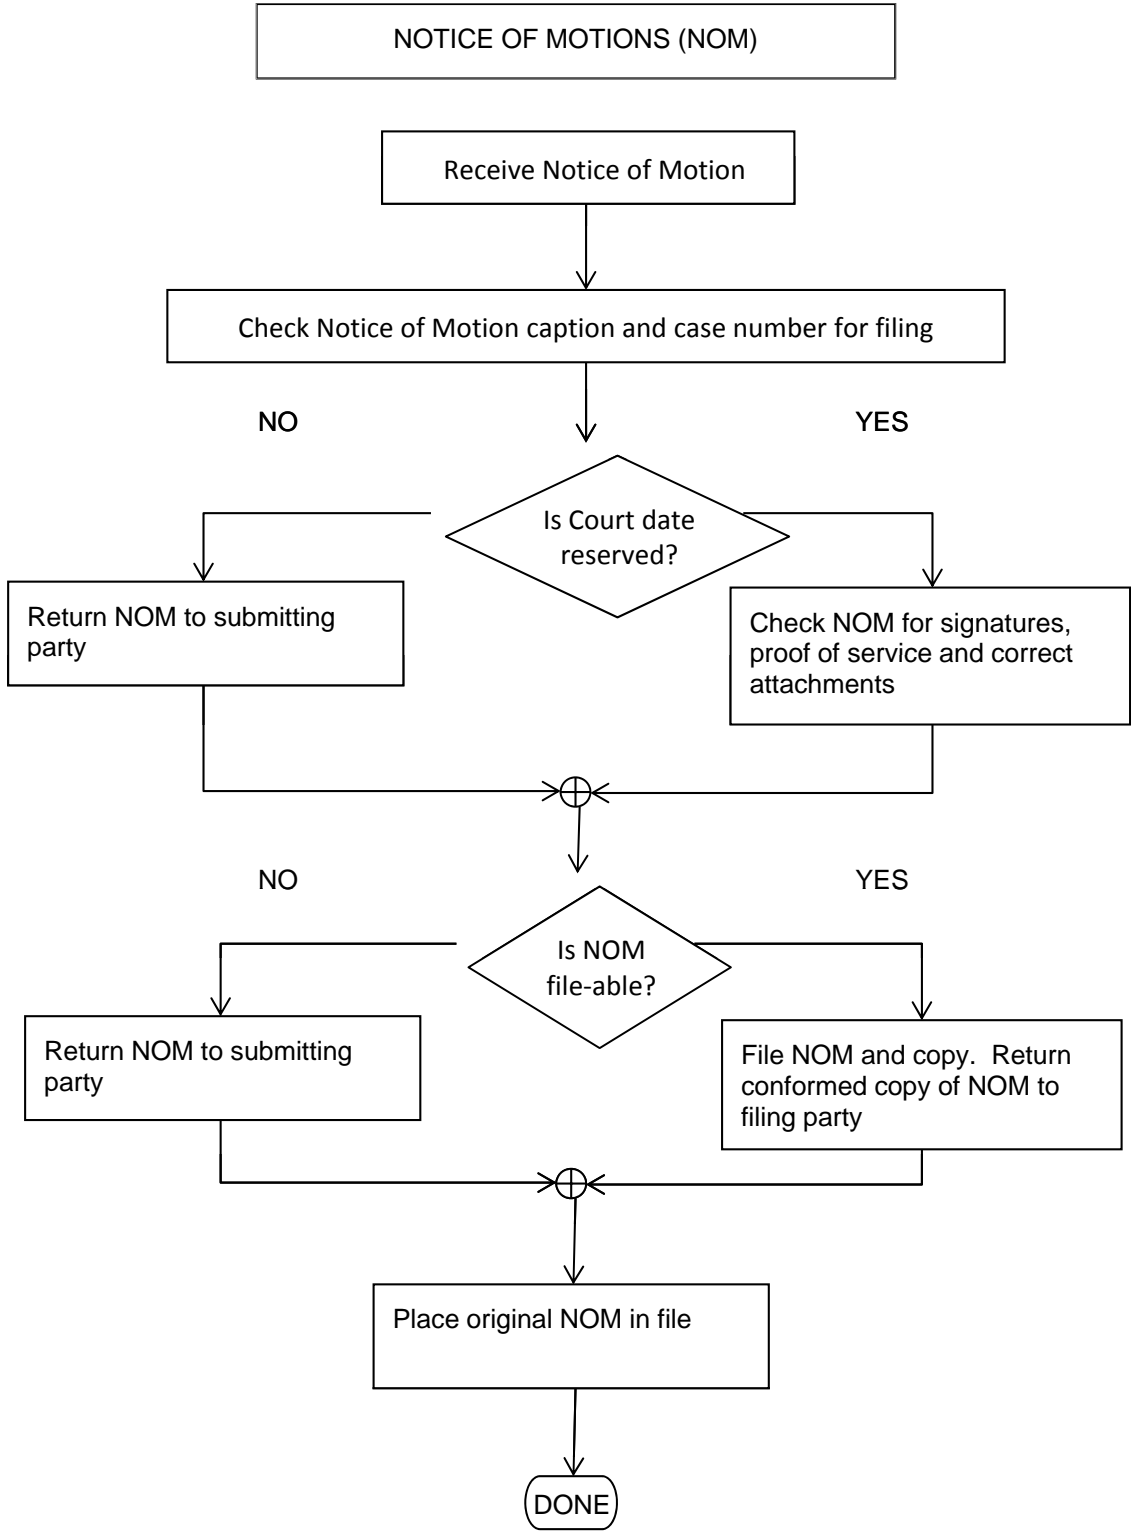 NOTICE OF MOTIONS (NOM)
Receive Notice of Motion
Check Notice of Motion caption and case number for filing
NO
YES
Is Court date
reserved?
Return NOM to submitting
party
Check NOM for signatures,
proof of service and correct
attachments
NO
YES
Is NOM
file-able?
Return NOM to submitting
party
File NOM and copy.  Return
conformed copy of NOM to
filing party
Place original NOM in file
DONE